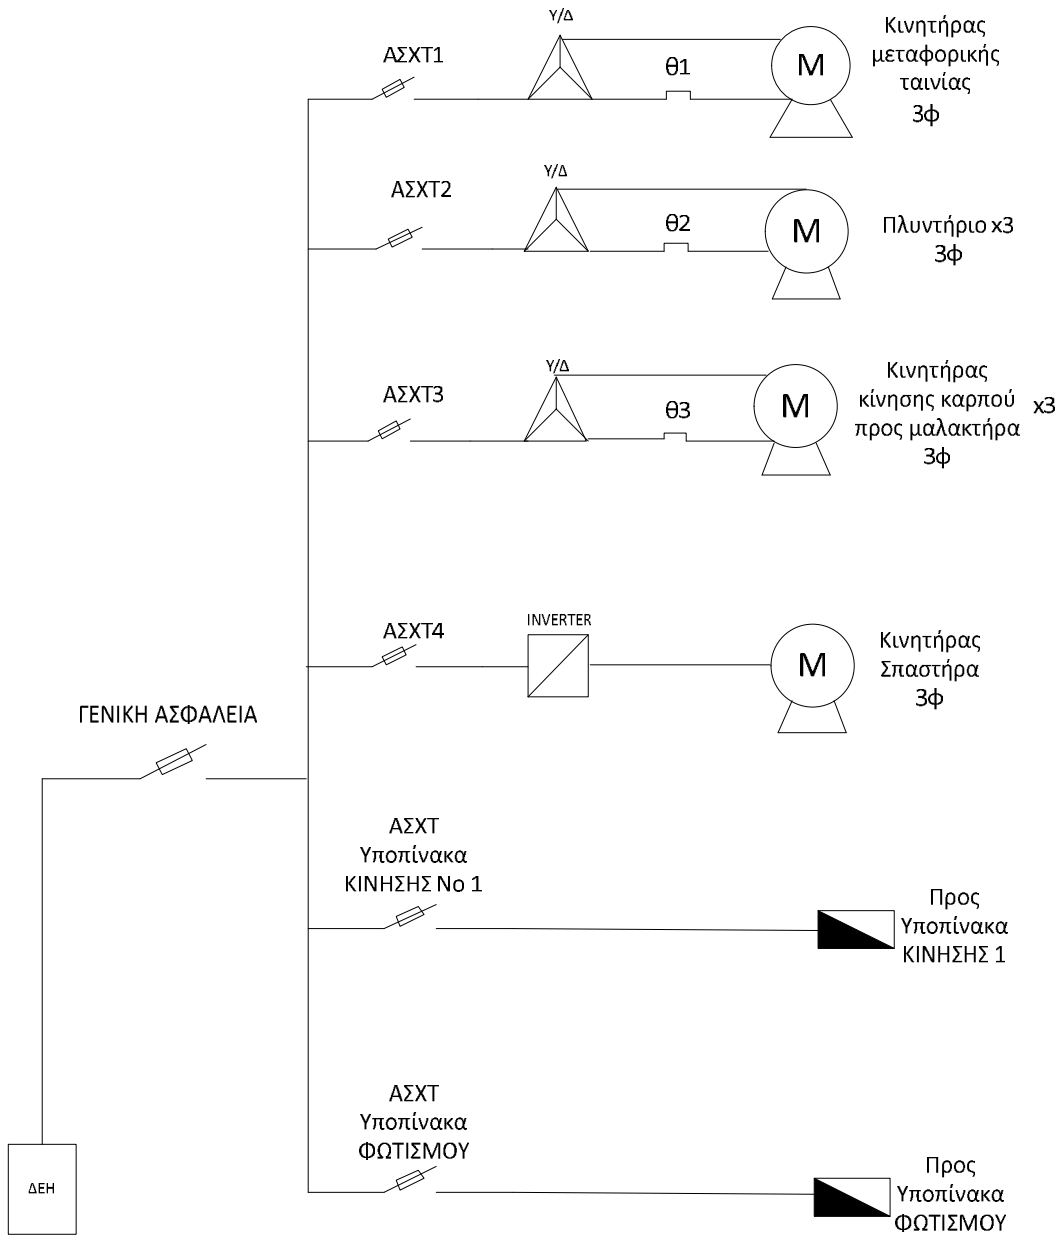 Υ/Δ
ΑΣΧΤ1
θ1
M
Κινητήρας
μεταφορικής
ταινίας
3φ
Υ/Δ
ΑΣΧΤ2
θ2
M
Πλυντήριο x3
3φ
Υ/Δ
ΑΣΧΤ3
θ3
M
Κινητήρας
κίνησης καρπού
προς μαλακτήρα
3φ
x3
ΑΣΧΤ4
INVERTER
M
Κινητήρας
Σπαστήρα
3φ
ΓΕΝΙΚΗ ΑΣΦΑΛΕΙΑ
ΑΣΧΤ
Υποπίνακα
ΚΙΝΗΣΗΣ No 1
Προς
Υποπίνακα
ΚΙΝΗΣΗΣ 1
ΑΣΧΤ
Υποπίνακα
ΦΩΤΙΣΜΟΥ
Προς
Υποπίνακα
ΦΩΤΙΣΜΟΥ
ΔΕΗ